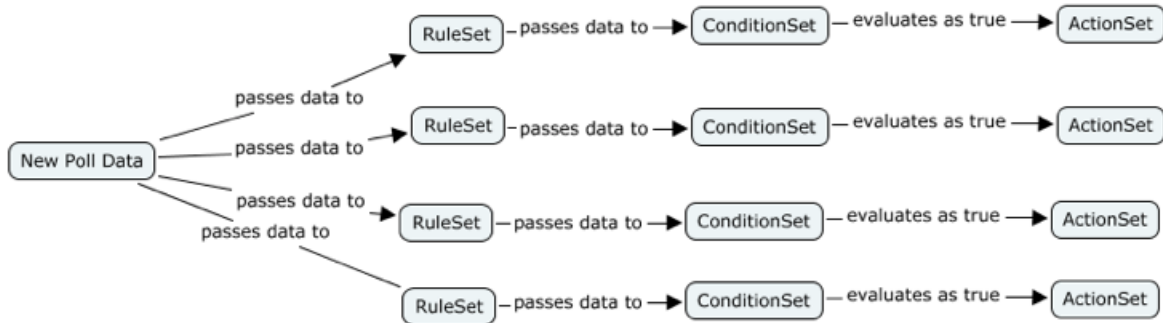 RuleSet passes data to ConditionSet evaluates as true ActionSet
passes data to
RuleSet passes data to ConditionSet evaluates as true ActionSet
passes data to
New Poll Data
passes data to
RuleSet passes data to ConditionSet evaluates as true ActionSet
passes data to
RuleSet passes data to ConditionSet evaluates as true ActionSet